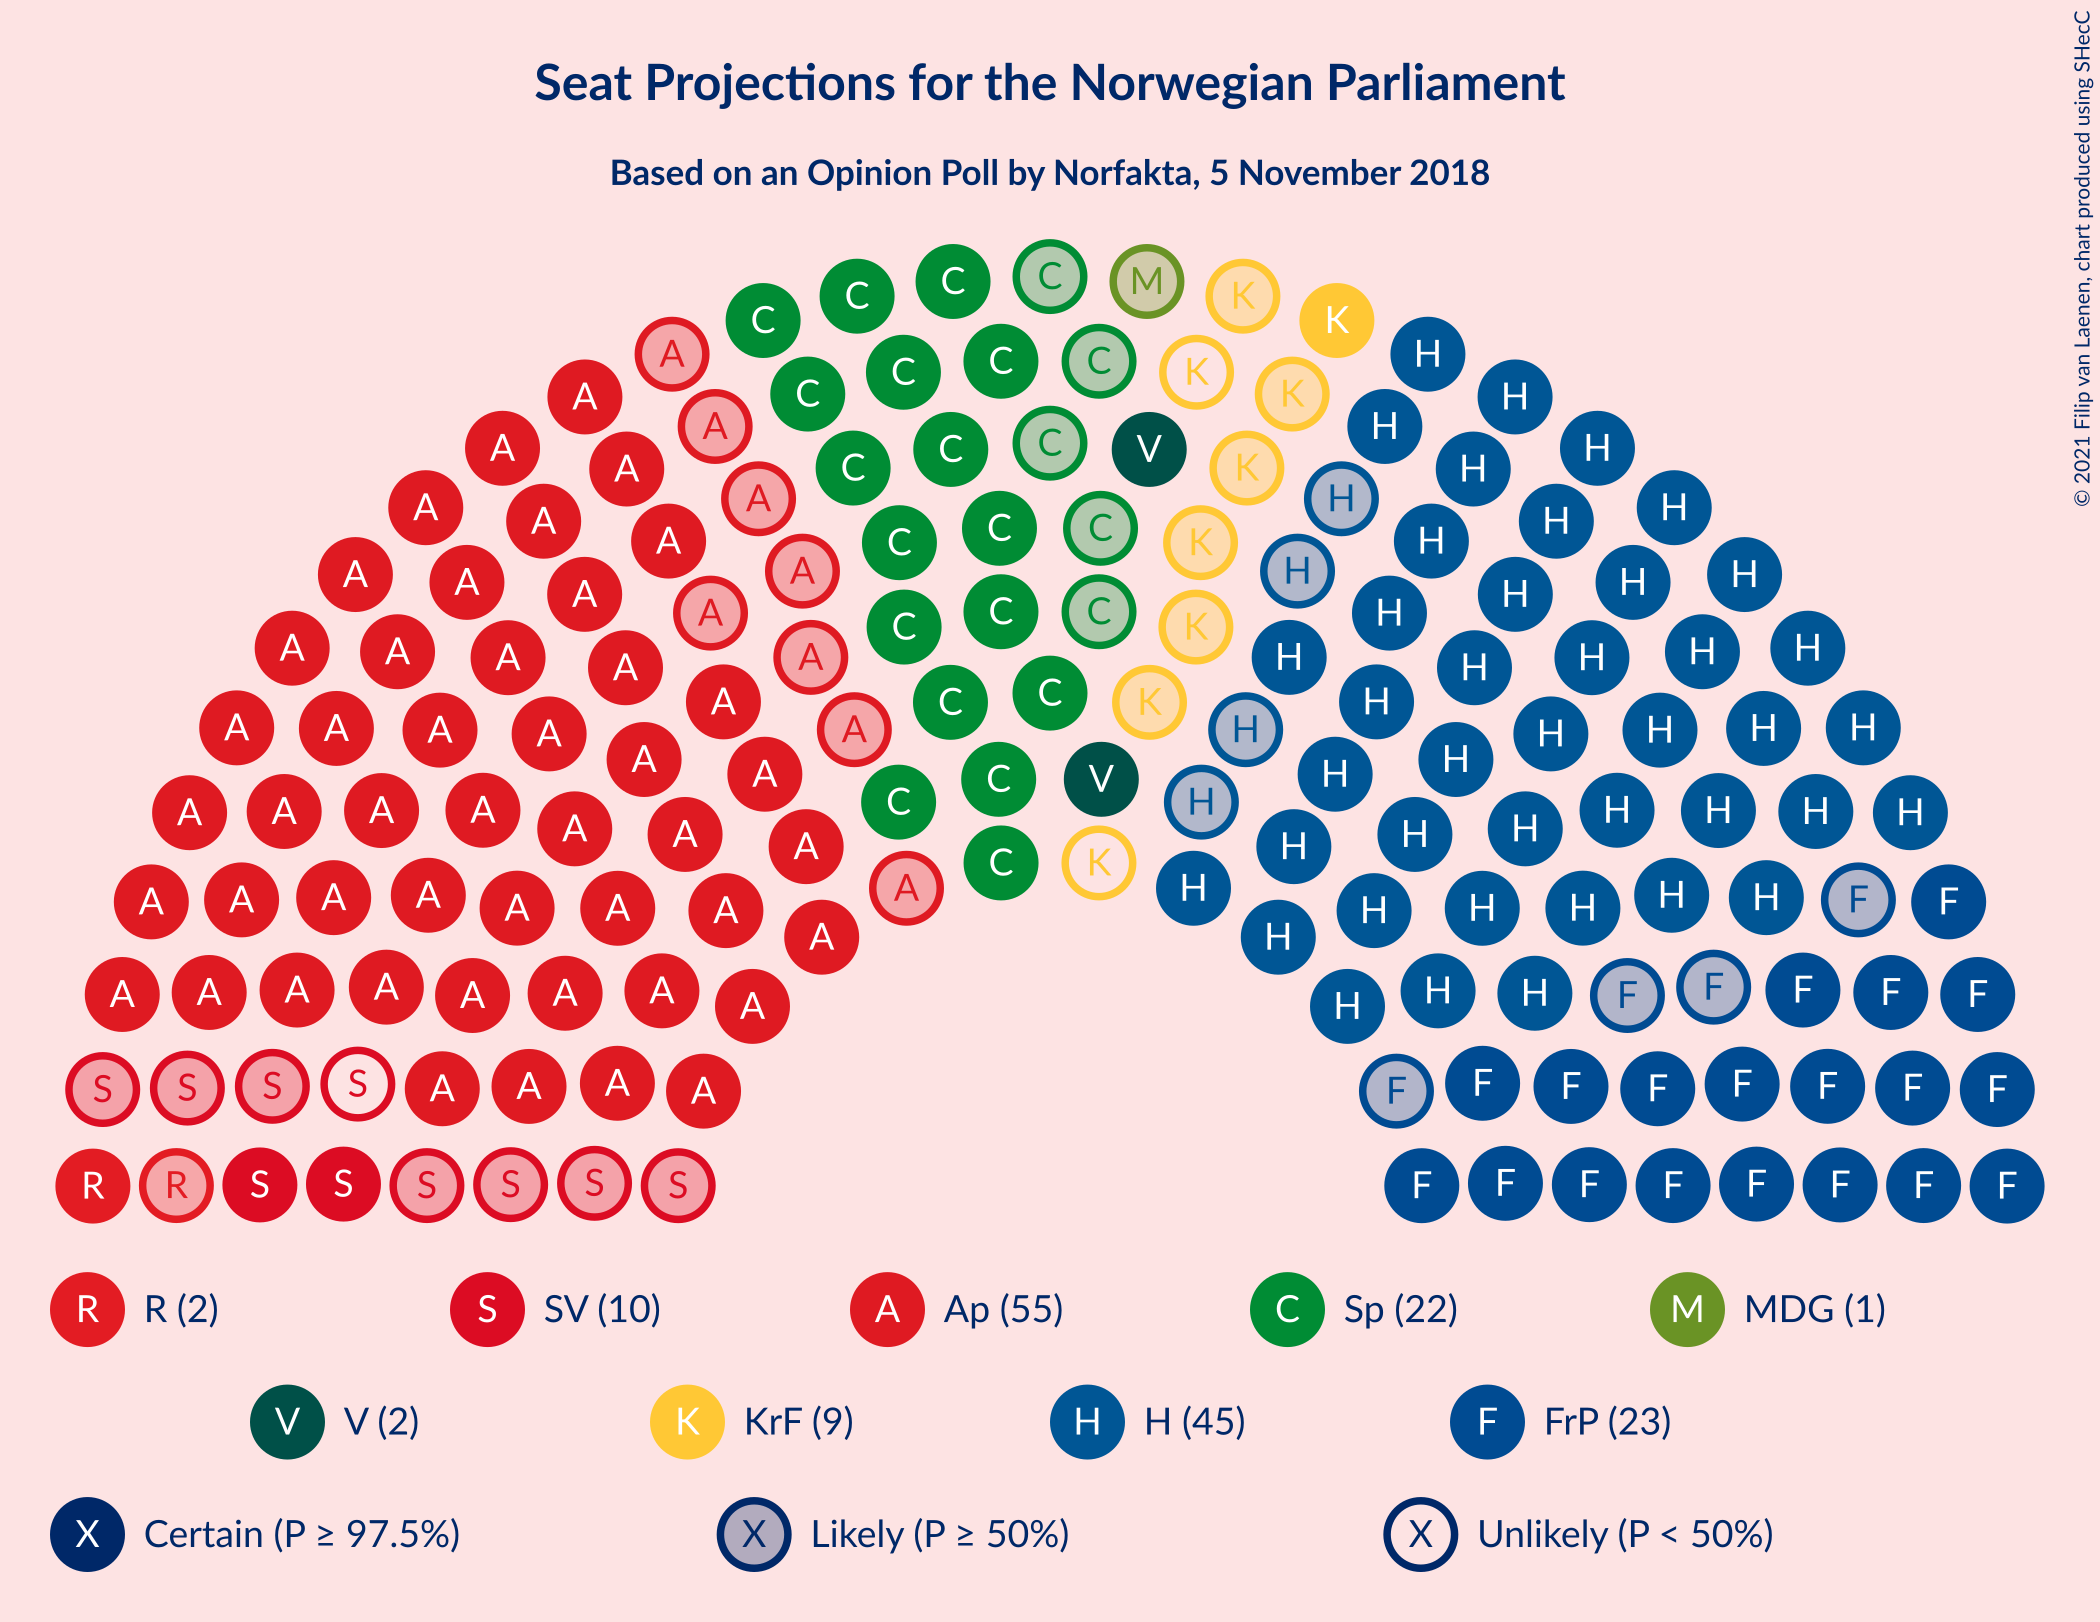 Seat Projections for the Norwegian Parliament
Based on an Opinion Poll by Norfakta, 5 November 2018
© 2021 Filip van Laenen, chart produced using SHecC
C C C C M K K
A C C C C K K H H
A A A C C C V K H H H
A A A C C C K H H H H
A A A A C C C K H H H H
A A A A A C C K H H H H H
A A A A A A C C V H H H H H H H
A A A A A A A A C K H H H H H H H H F F
A A A A A A A A H H H F F F F F
S S S S A A A A F F F F F F F F
R R S S S S S S F F F F F F F F
R R (2) S SV (10) A Ap (55) C Sp (22) M MDG (1)
V V (2) K KrF (9) H H (45) F FrP (23)
X Certain (P ≥ 97.5%) X Likely (P ≥ 50%) X Unlikely (P < 50%)